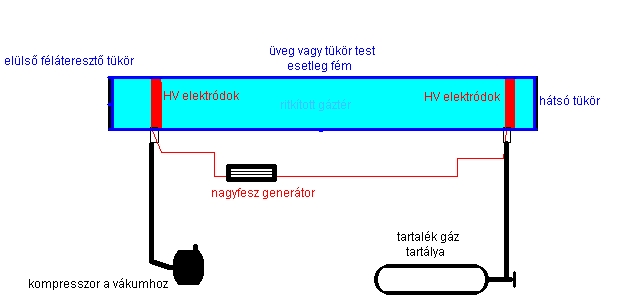 üveg vagy tükör test
esetleg fém
elülső féláteresztő tükör
HV elektródok
ritkított gáztér
HV elektródok
hátsó tükör
nagyfesz generátor
tartalék gáz
tartálya
kompresszor a vákumhoz